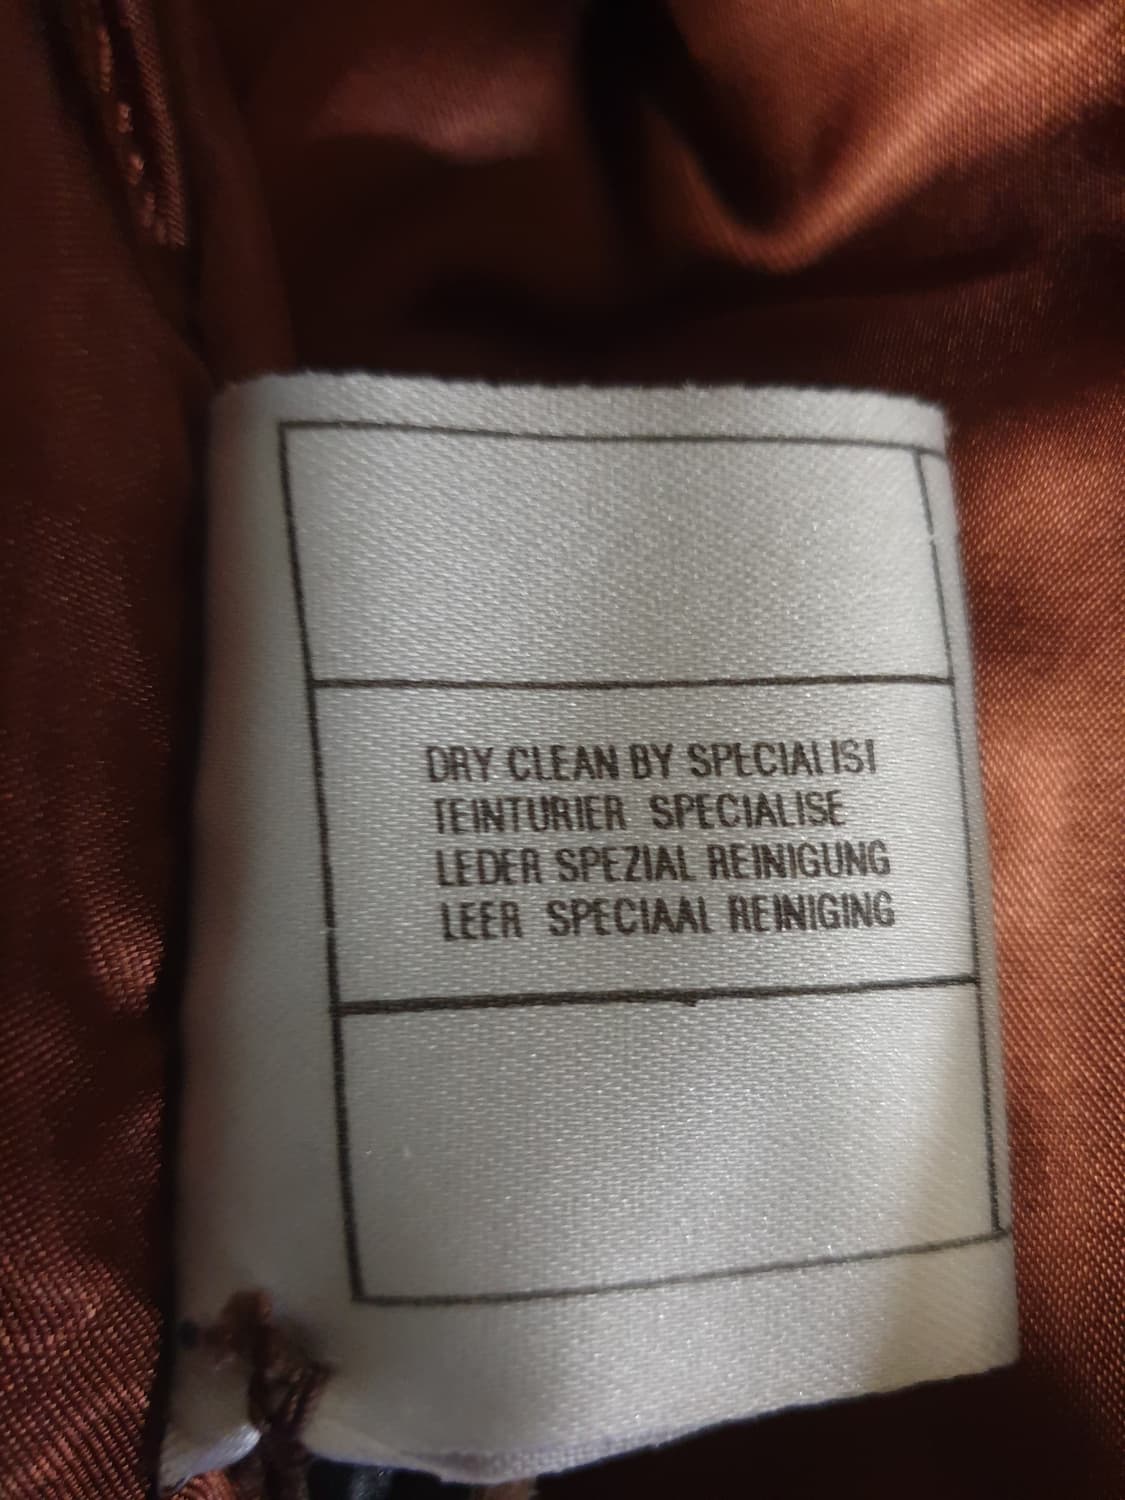 DRY CLEAN BY SPECIALIST
TEINTURIER SPECIALISE
LEDER SPEZIAL REINIGUNG
LEER SPECIAAL REINIGING